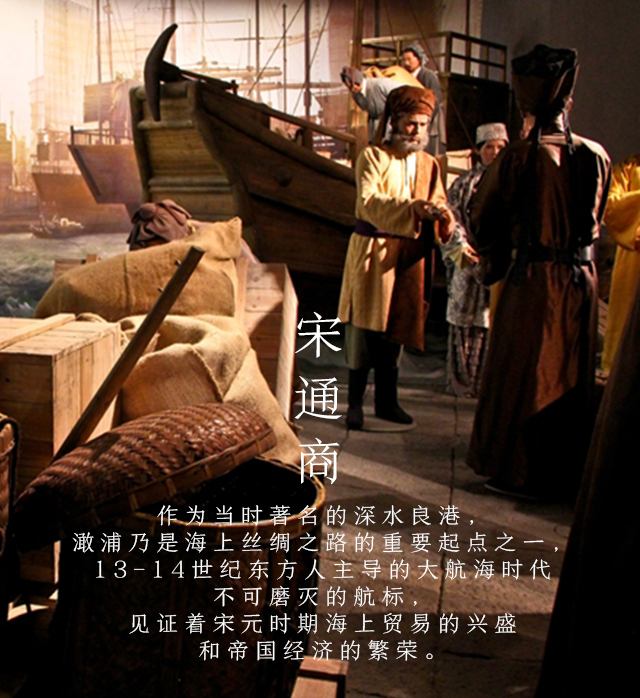 宋通商
作为当时著名的深水良港，
澉浦乃是海上丝绸之路的重要起点之一，
13-14世纪东方人主导的大航海时代
不可磨灭的航标，
见证着宋元时期海上贸易的兴盛
和帝国经济的繁荣。